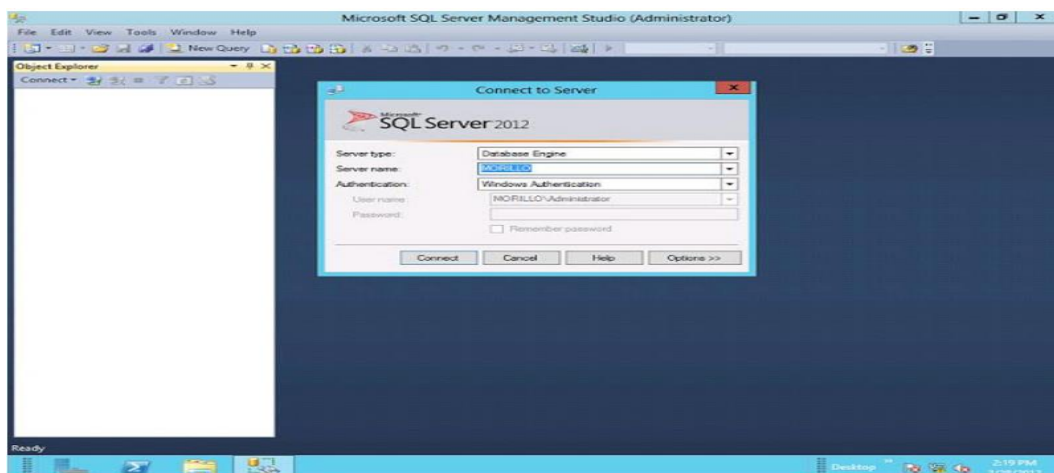 Microsoft SQL Server Management Studio (Administrator)
File Edit View Tools Window Help
New Query
Object Explorer
Connect
Connect to Server
Microsoft
SQL Server 2012
Server type: Database Engine
Server name: MORILLO
Authentication: Windows Authentication
User name: MORILLO\Administrator
Password:
Remember password
Connect Cancel Help Options >>
Ready
Desktop
2:19 PM